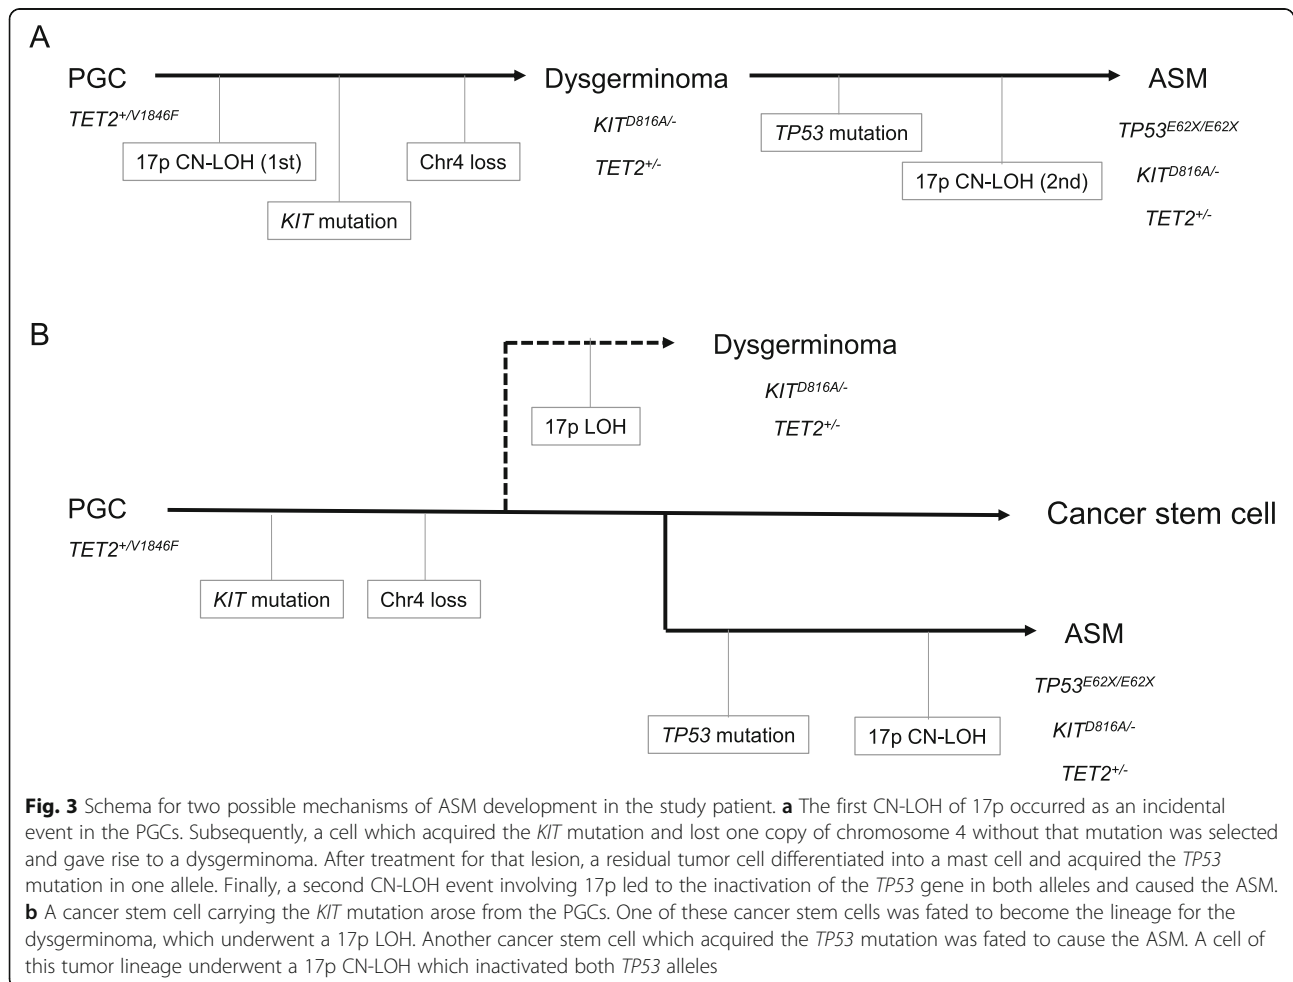 A
PGC
Dysgerminoma
ASM
TET2+/V1846F
KITD816A/-
TET2+/-
TP53E62X/E62X
KITD816A/-
TET2+/-
17p CN-LOH (1st)
KIT mutation
Chr4 loss
TP53 mutation
17p CN-LOH (2nd)
B
Dysgerminoma
KITD816A/-
TET2+/-
17p LOH
PGC
TET2+/V1846F
Cancer stem cell
KIT mutation
Chr4 loss
ASM
TP53E62X/E62X
KITD816A/-
TET2+/-
TP53 mutation
17p CN-LOH
Fig. 3 Schema for two possible mechanisms of ASM development in the study patient. a The first CN-LOH of 17p occurred as an incidental
event in the PGCs. Subsequently, a cell which acquired the KIT mutation and lost one copy of chromosome 4 without that mutation was selected
and gave rise to a dysgerminoma. After treatment for that lesion, a residual tumor cell differentiated into a mast cell and acquired the TP53
mutation in one allele. Finally, a second CN-LOH event involving 17p led to the inactivation of the TP53 gene in both alleles and caused the ASM.
b A cancer stem cell carrying the KIT mutation arose from the PGCs. One of these cancer stem cells was fated to become the lineage for the
dysgerminoma, which underwent a 17p LOH. Another cancer stem cell which acquired the TP53 mutation was fated to cause the ASM. A cell of
this tumor lineage underwent a 17p CN-LOH which inactivated both TP53 alleles